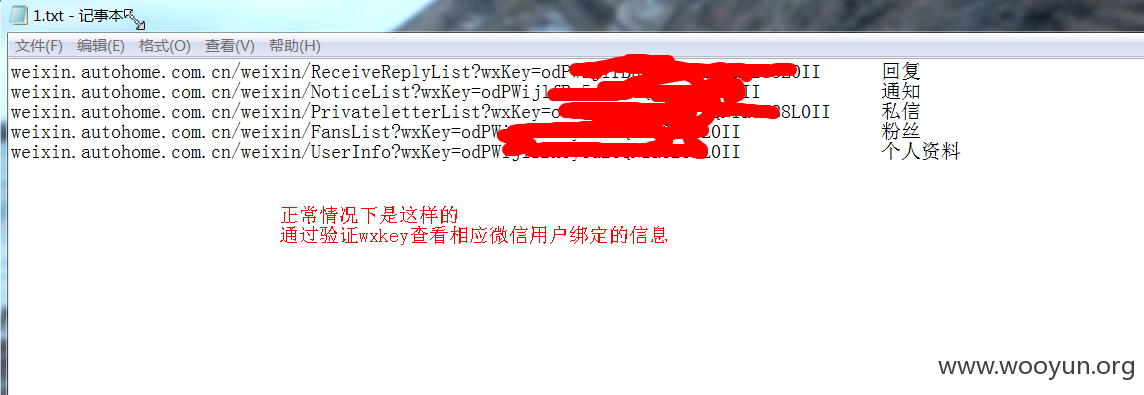 1.txt - 记事本
文件(F) 编辑(E) 格式(O) 查看(V) 帮助(H)
weixin.autohome.com.cn/weixin/ReceiveReplyList?wxKey=odP L0II 回复
weixin.autohome.com.cn/weixin/NoticeList?wxKey=odPWijl II 通知
weixin.autohome.com.cn/weixin/PrivateletterList?wxKey=od 8L0II 私信
weixin.autohome.com.cn/weixin/FansList?wxKey=odPW L0II 粉丝
weixin.autohome.com.cn/weixin/UserInfo?wxKey=odPW L0II 个人资料
正常情况下是这样的
通过验证wxkey查看相应微信用户绑定的信息
www.wooyun.org